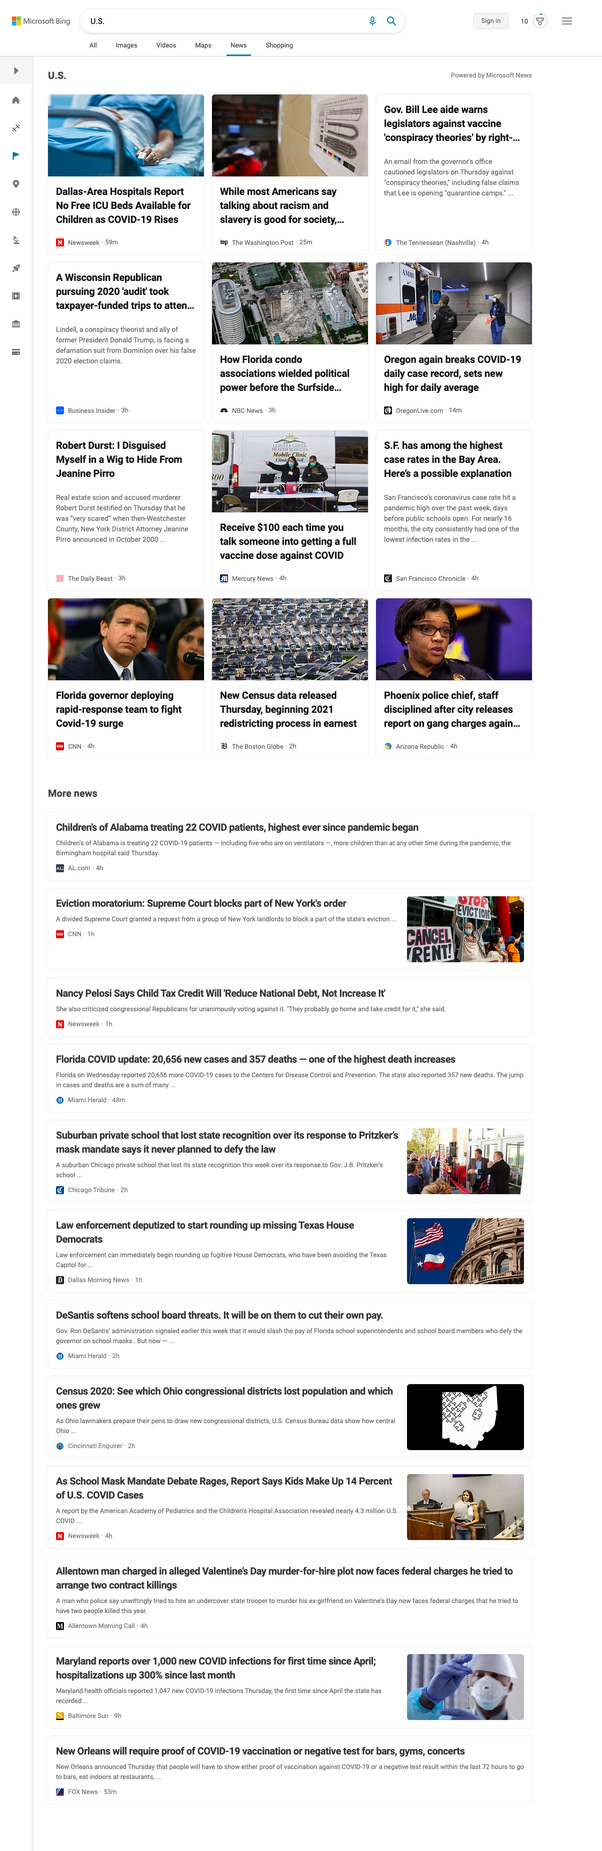 Microsoft Bing
U.S.
Sign in
10
All
Images
Videos
Maps
News
Shopping
U.S.
Powered by Microsoft News
Dallas-Area Hospitals Report
No Free ICU Beds Available for
Children as COVID-19 Rises
Newsweek · 59m
While most Americans say
talking about racism and
slavery is good for society,...
The Washington Post · 25m
Gov. Bill Lee aide warns
legislators against vaccine
'conspiracy theories' by right-...
An email from the governor's office
cautioned legislators on Thursday against
"conspiracy theories," including false claims
that Lee is opening "quarantine camps." ...
The Tennessean (Nashville) · 4h
A Wisconsin Republican
pursuing 2020 'audit' took
taxpayer-funded trips to atten...
Lindell, a conspiracy theorist and ally of
former President Donald Trump, is facing a
defamation suit from Dominion over his false
2020 election claims.
Business Insider · 3h
How Florida condo
associations wielded political
power before the Surfside...
NBC News · 3h
AMBU
Oregon again breaks COVID-19
daily case record, sets new
high for daily average
OregonLive.com · 14m
Robert Durst: I Disguised
Myself in a Wig to Hide From
Jeanine Pirro
Real estate scion and accused murderer
Robert Durst testified on Thursday that he
was "very scared" when then-Westchester
County, New York District Attorney Jeanine
Pirro announced in October 2000 ...
The Daily Beast · 3h
Mobile Clinic
Receive $100 each time you
talk someone into getting a full
vaccine dose against COVID
Mercury News · 4h
S.F. has among the highest
case rates in the Bay Area.
Here's a possible explanation
San Francisco's coronavirus case rate hit a
pandemic high over the past week, days
before public schools open. For nearly 16
months, the city consistently had one of the
lowest infection rates in the ...
San Francisco Chronicle · 4h
Florida governor deploying
rapid-response team to fight
Covid-19 surge
CNN · 4h
New Census data released
Thursday, beginning 2021
redistricting process in earnest
The Boston Globe · 2h
Phoenix police chief, staff
disciplined after city releases
report on gang charges again...
Arizona Republic · 4h
More news
Children's of Alabama treating 22 COVID patients, highest ever since pandemic began
Children's of Alabama is treating 22 COVID-19 patients — including five who are on ventilators —, more children than at any other time during the pandemic, the
Birmingham hospital said Thursday.
AL.com · 4h
Eviction moratorium: Supreme Court blocks part of New York's order
A divided Supreme Court granted a request from a group of New York landlords to block a part of the state's eviction ...
CNN · 1h
STOP
EVICTIONS
CANCEL
RENT!
Nancy Pelosi Says Child Tax Credit Will 'Reduce National Debt, Not Increase It'
She also criticized congressional Republicans for unanimously voting against it. "They probably go home and take credit for it," she said.
Newsweek · 1h
Florida COVID update: 20,656 new cases and 357 deaths — one of the highest death increases
Florida on Wednesday reported 20,656 more COVID-19 cases to the Centers for Disease Control and Prevention. The state also reported 357 new deaths. The jump
in cases and deaths are a sum of many ...
Miami Herald · 48m
Suburban private school that lost state recognition over its response to Pritzker's
mask mandate says it never planned to defy the law
A suburban Chicago private school that lost its state recognition this week over its response to Gov. J.B. Pritzker's
school ...
Chicago Tribune · 2h
Law enforcement deputized to start rounding up missing Texas House
Democrats
Law enforcement can immediately begin rounding up fugitive House Democrats, who have been avoiding the Texas
Capitol for ...
Dallas Morning News · 1h
DeSantis softens school board threats. It will be on them to cut their own pay.
Gov. Ron DeSantis' administration signaled earlier this week that it would slash the pay of Florida school superintendents and school board members who defy the
governor on school masks . But now — ...
Miami Herald · 2h
Census 2020: See which Ohio congressional districts lost population and which
ones grew
As Ohio lawmakers prepare their pens to draw new congressional districts, U.S. Census Bureau data show how central
Ohio ...
Cincinnati Enquirer · 2h
As School Mask Mandate Debate Rages, Report Says Kids Make Up 14 Percent
of U.S. COVID Cases
A report by the American Academy of Pediatrics and the Children's Hospital Association revealed nearly 4.3 million U.S.
COVID ...
Newsweek · 4h
Allentown man charged in alleged Valentine's Day murder-for-hire plot now faces federal charges he tried to
arrange two contract killings
A man who police say unwittingly tried to hire an undercover state trooper to murder his ex-girlfriend on Valentine's Day now faces federal charges that he tried to
have two people killed this year.
Allentown Morning Call · 4h
Maryland reports over 1,000 new COVID infections for first time since April;
hospitalizations up 300% since last month
Maryland health officials reported 1,047 new COVID-19 infections Thursday, the first time since April the state has
recorded ...
Baltimore Sun · 9h
New Orleans will require proof of COVID-19 vaccination or negative test for bars, gyms, concerts
New Orleans announced Thursday that people will have to show either proof of vaccination against COVID-19 or a negative test result within the last 72 hours to go
to bars, eat indoors at restaurants, ...
FOX News · 53m